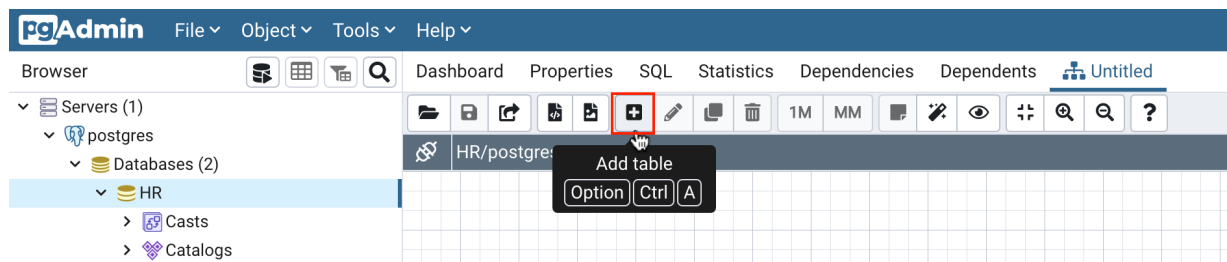 pgAdmin File Object Tools Help
Browser Dashboard Properties SQL Statistics Dependencies Dependents Untitled
Servers (1)
1M MM ?
postgres
HR/postgres
Databases (2)
Add table
HR
Option Ctrl A
Casts
Catalogs